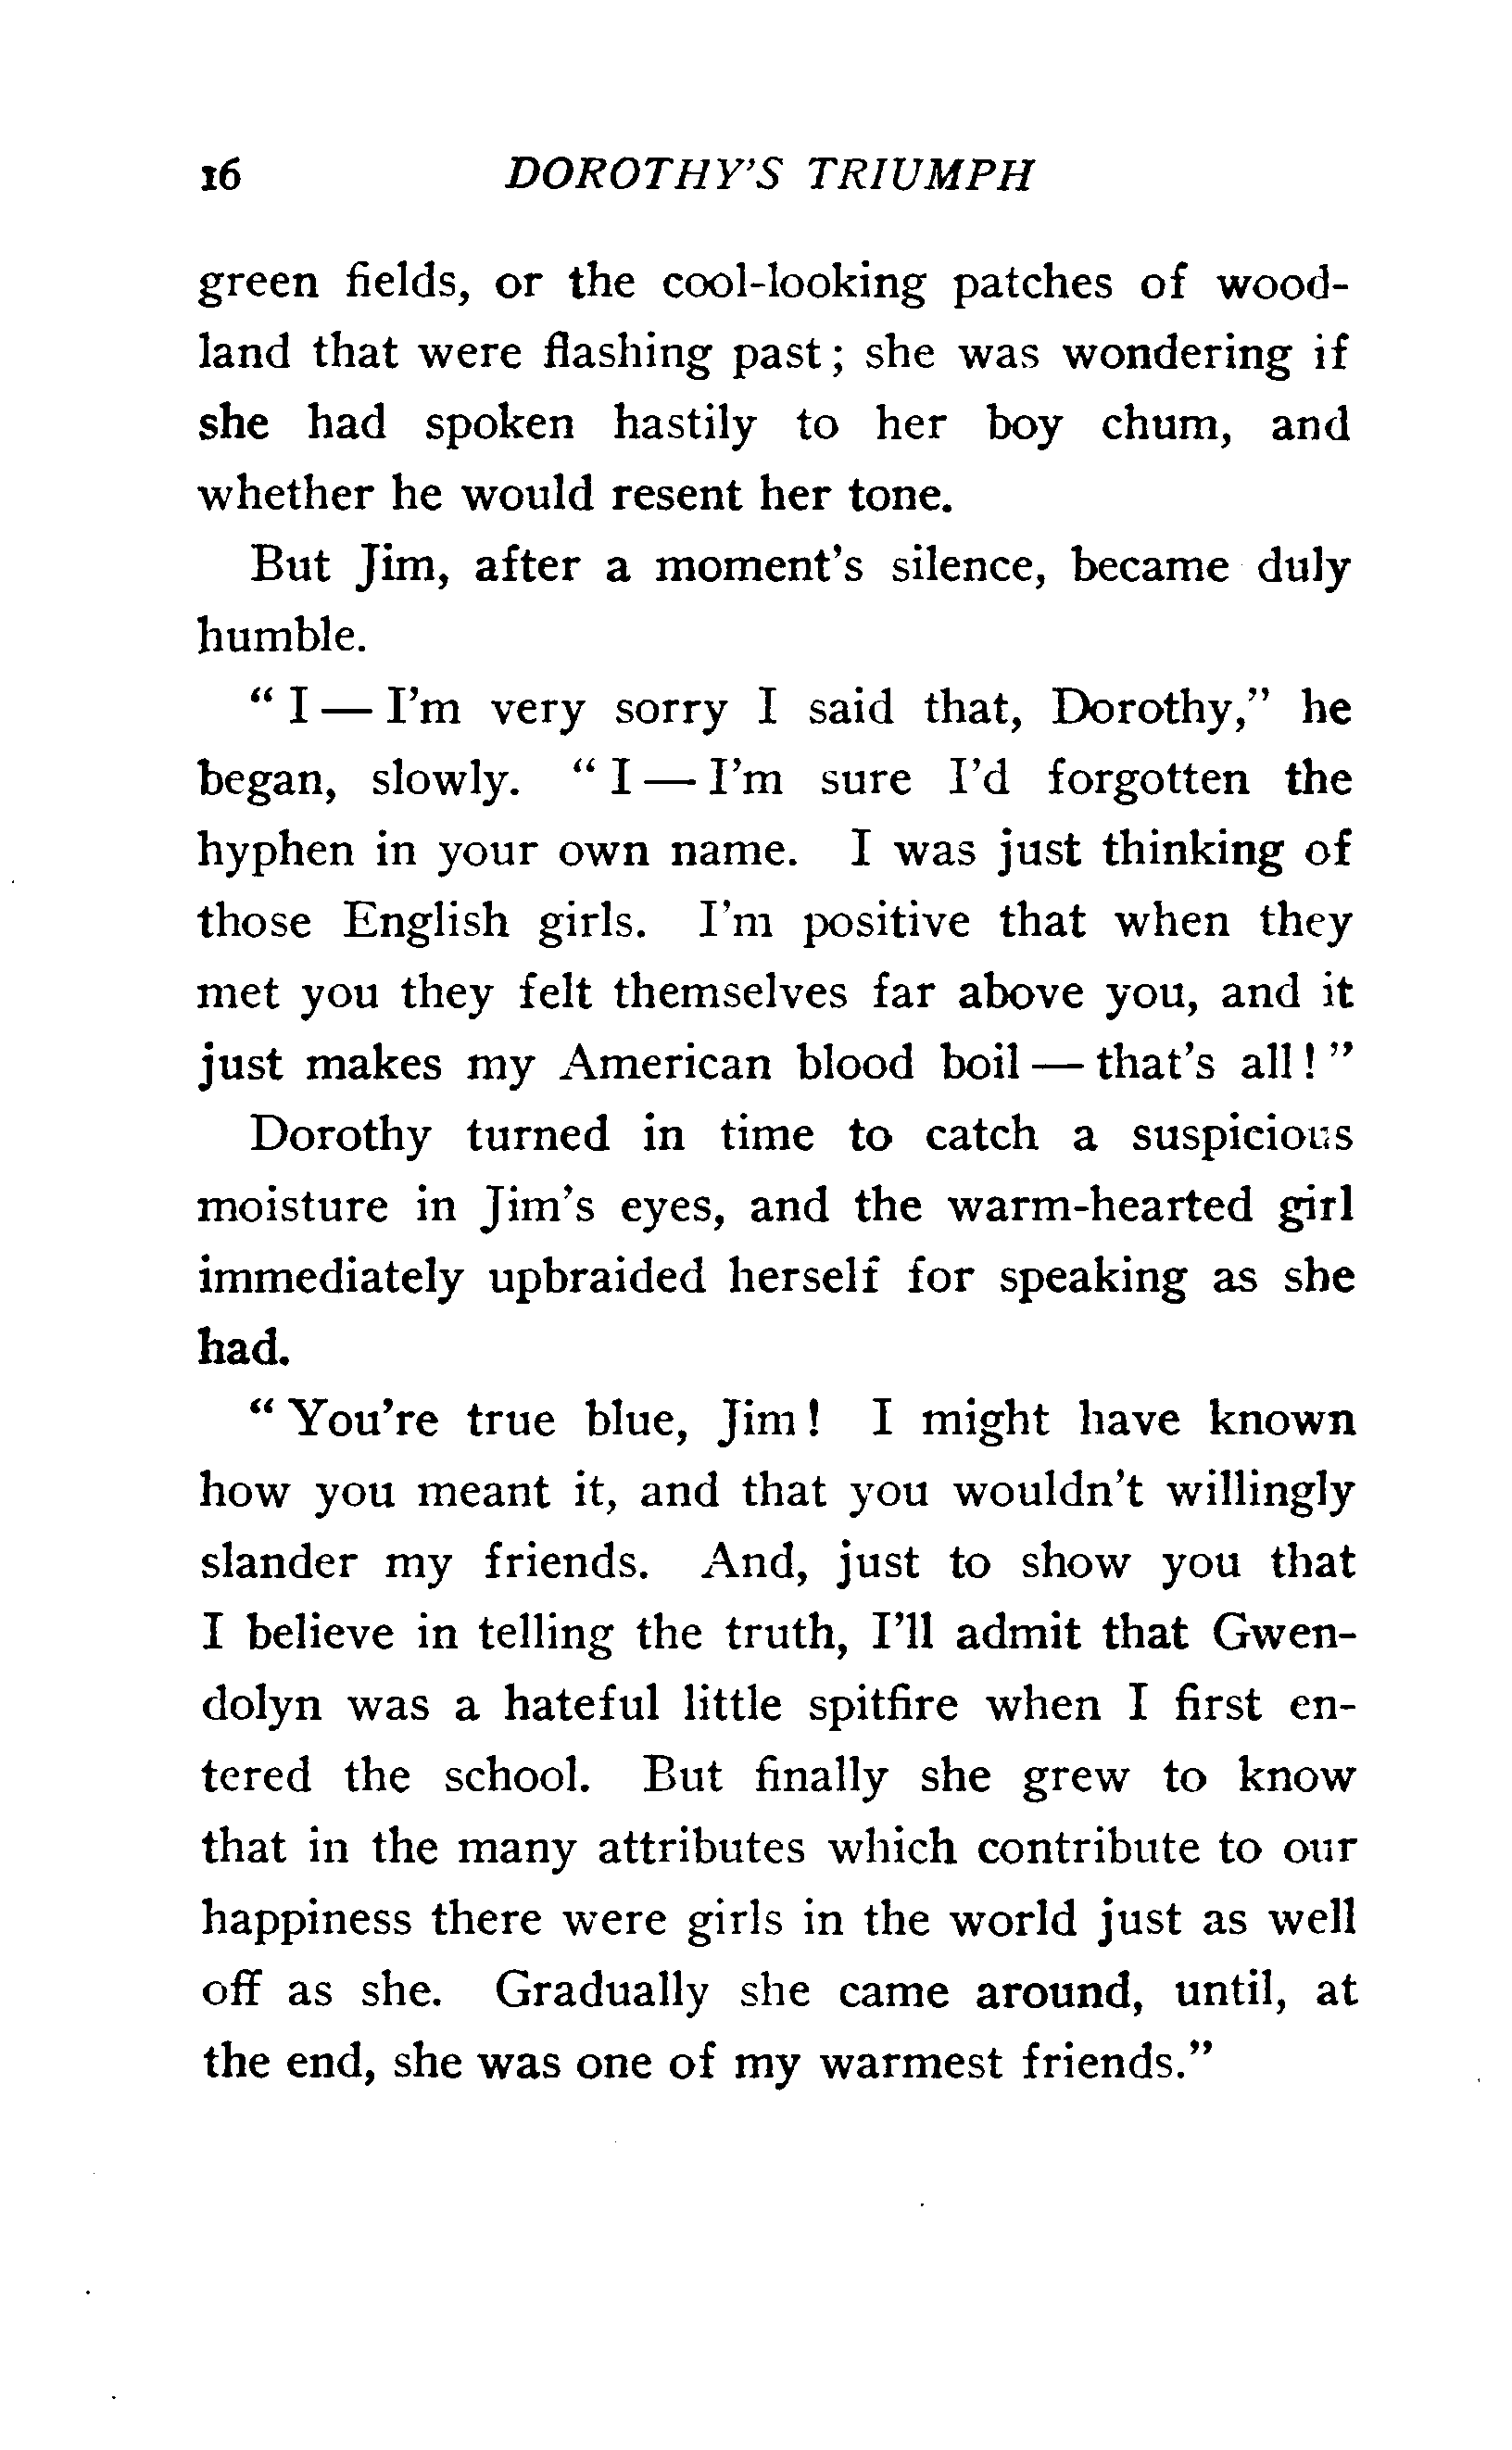 16 DOROTHY'S TRIUMPH
green fields, or the cool-looking patches of wood-
land that were flashing past; she was wondering if
she had spoken hastily to her boy chum, and
whether he would resent her tone.
But Jim, after a moment's silence, became duly
humble.
" I — I'm very sorry I said that, Dorothy," he
began, slowly. " I — I'm sure I'd forgotten the
hyphen in your own name. I was just thinking of
those English girls. I'm positive that when they
met you they felt themselves far above you, and it
just makes my American blood boil — that's all ! "
Dorothy turned in time to catch a suspicious
moisture in Jim's eyes, and the warm-hearted girl
immediately upbraided herself for speaking as she
had.
" You're true blue, Jim ! I might have known
how you meant it, and that you wouldn't willingly
slander my friends. And, just to show you that
I believe in telling the truth, I'll admit that Gwen-
dolyn was a hateful little spitfire when I first en-
tered the school. But finally she grew to know
that in the many attributes which contribute to our
happiness there were girls in the world just as well
off as she. Gradually she came around, until, at
the end, she was one of my warmest friends."